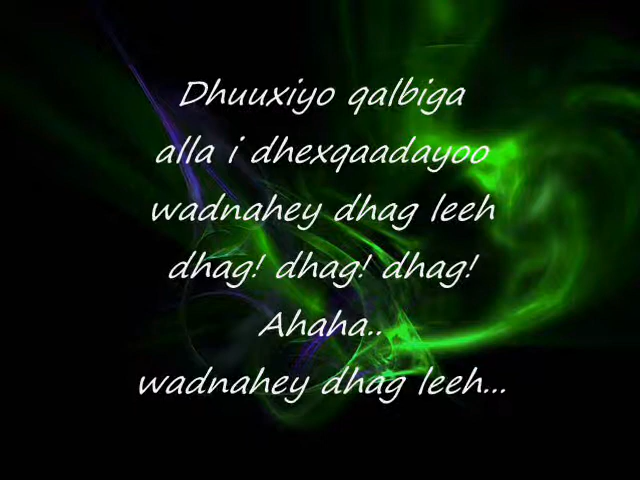 Dhuuxiyo qalbiga
alla i dhexqaadayoo
wadnahey dhag leeh
dhag! dhag! dhag!
Ahaha..
wadnahey dhag leeh...